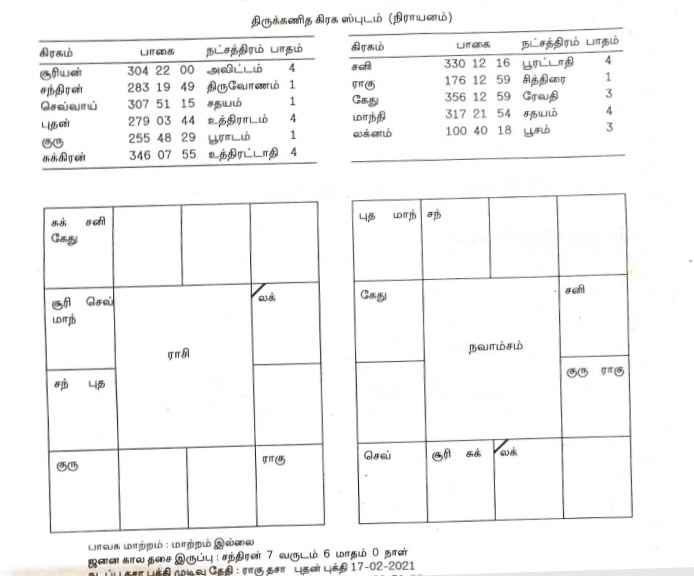 திருக்கணித கிரக ஸ்புடம் (நிராயனம்)
கிரகம் பாகை நட்சத்திரம் பாதம்
சூரியன் 304 22 00 அவிட்டம் 4
சந்திரன் 283 19 49 திருவோணம் 1
செவ்வாய் 307 51 15 சதயம் 1
புதன் 279 03 44 உத்திராடம் 4
குரு 255 48 29 பூராடம் 1
சுக்கிரன் 346 07 55 உத்திரட்டாதி 4
கிரகம் பாகை நட்சத்திரம் பாதம்
சனி 330 12 16 பூரட்டாதி 4
ராகு 176 12 59 சித்திரை 1
கேது 356 12 59 ரேவதி 3
மாந்தி 317 21 54 சதயம் 4
லக்னம் 100 40 18 பூசம் 3
சுக் சனி
கேது
சூரி செவ்
மாந்
லக்
ராசி
சந் புத
குரு
ராகு
புத மாந்
சந்
கேது
சனி
நவாம்சம்
குரு ராகு
செவ்
சூரி சுக்
லக்
பாவக மாற்றம் : மாற்றம் இல்லை
ஜனன கால தசை இருப்பு : சந்திரன் 7 வருடம் 6 மாதம் 0 நாள்
நடப்பு தசா புக்தி முடிவு தேதி : ராகு தசா புதன் புக்தி 17-02-2021